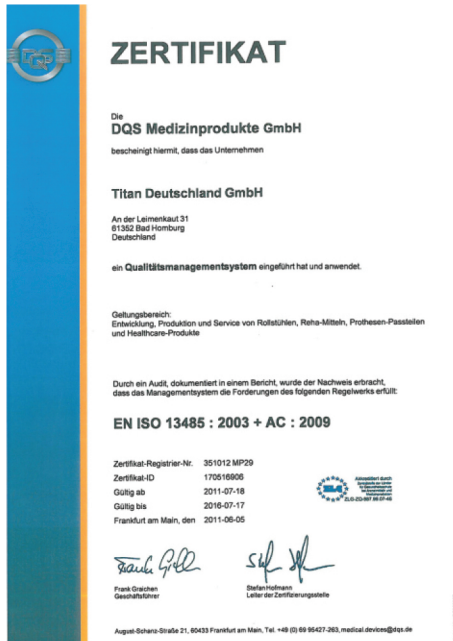 DQS
ZERTIFIKAT
Die
DQS Medizinprodukte GmbH
bescheinigt hiermit, dass das Unternehmen
Titan Deutschland GmbH
An der Leimenkaut 31
61352 Bad Homburg
Deutschland
ein Qualitätsmanagementsystem eingeführt hat und anwendet.
Geltungsbereich:
Entwicklung, Produktion und Service von Rollstühlen, Reha-Mitteln, Prothesen-Passteilen
und Healthcare-Produkte
Durch ein Audit, dokumentiert in einem Bericht, wurde der Nachweis erbracht,
dass das Managementsystem die Forderungen des folgenden Regelwerks erfüllt:
EN ISO 13485 : 2003 + AC : 2009
Zertifikat-Registrier-Nr. 351012 MP29
Zertifikat-ID 170516906
Gültig ab 2011-07-18
Gültig bis 2016-07-17
Frankfurt am Main, den 2011-06-05
Akkreditiert durch
ZLG
Frank Graichen
Geschäftsführer
Stefan Hofmann
Leiter der Zertifizierungsstelle
August-Schanz-Straße 21, 60433 Frankfurt am Main, Tel. +49 (0) 69 95427-263, medical.devices@dqs.de